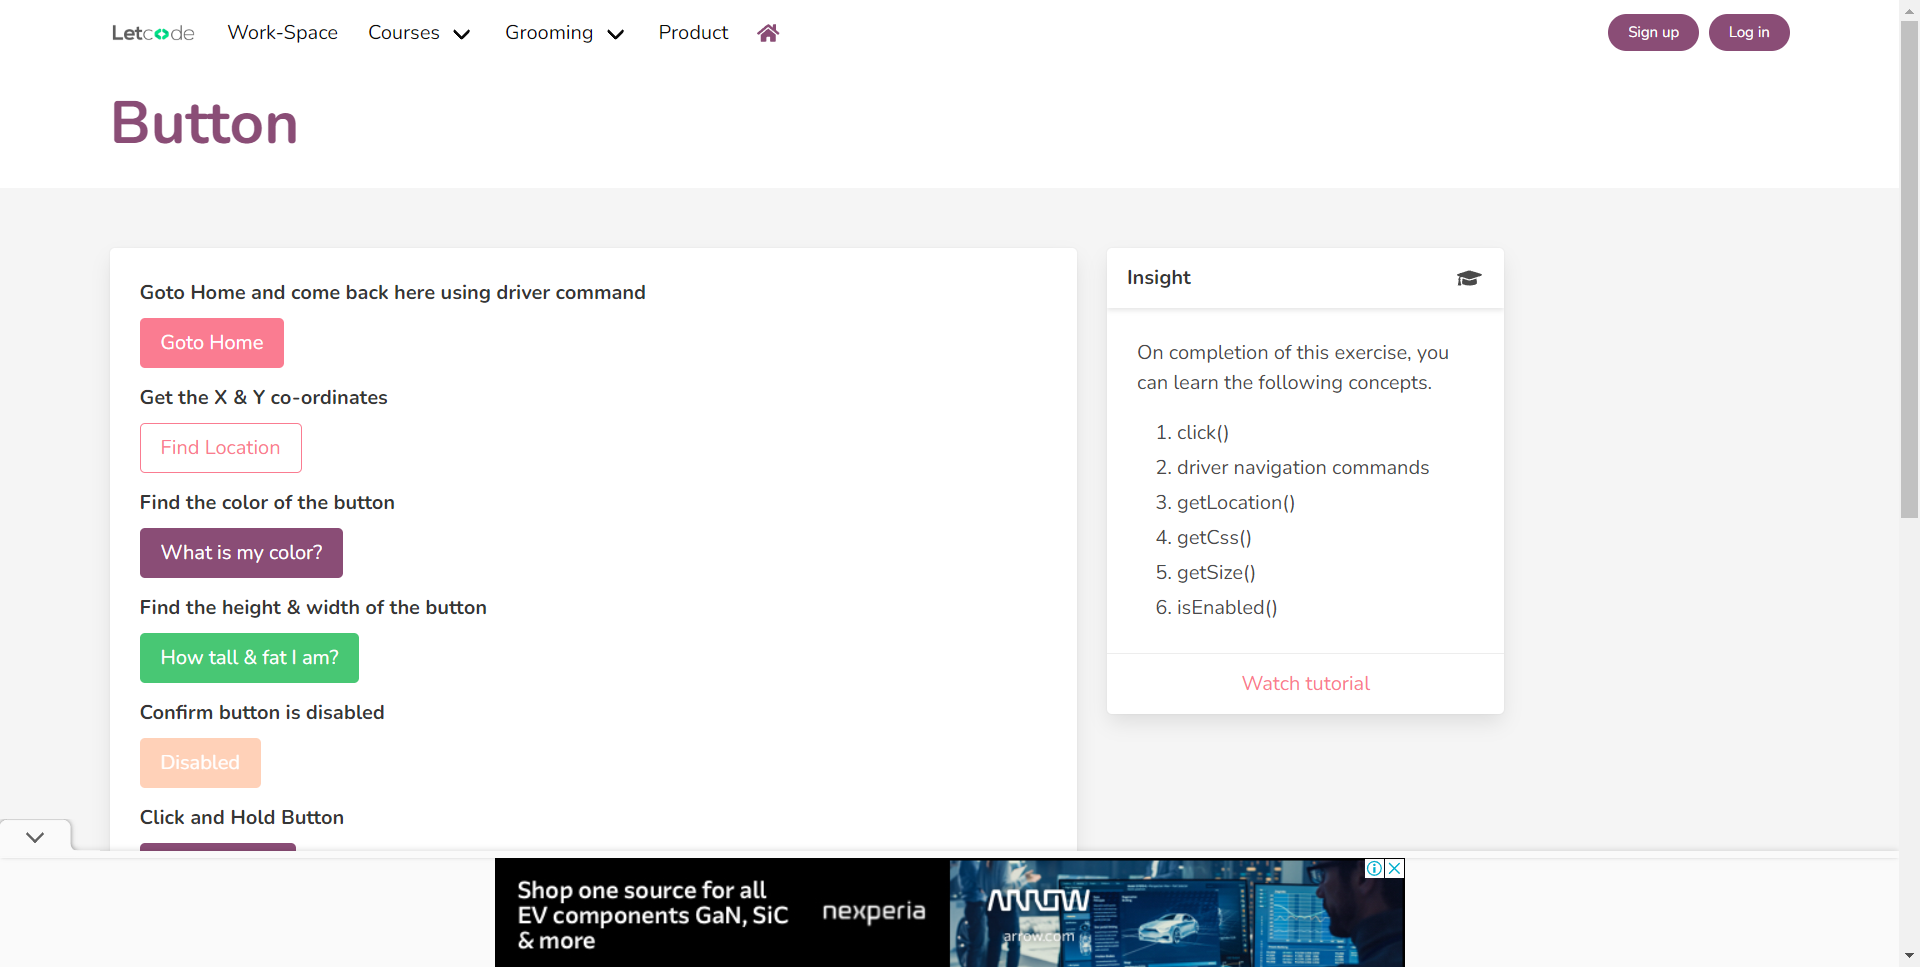 Letcode Work-Space Courses Grooming Product Sign up Log in
Button
Goto Home and come back here using driver command
Goto Home
Get the X & Y co-ordinates
Find Location
Find the color of the button
What is my color?
Find the height & width of the button
How tall & fat I am?
Confirm button is disabled
Disabled
Click and Hold Button
Insight
On completion of this exercise, you
can learn the following concepts.
1. click()
2. driver navigation commands
3. getLocation()
4. getCss()
5. getSize()
6. isEnabled()
Watch tutorial
Shop one source for all
EV components GaN, SiC
& more
nexperia
ARROW
arrow.com